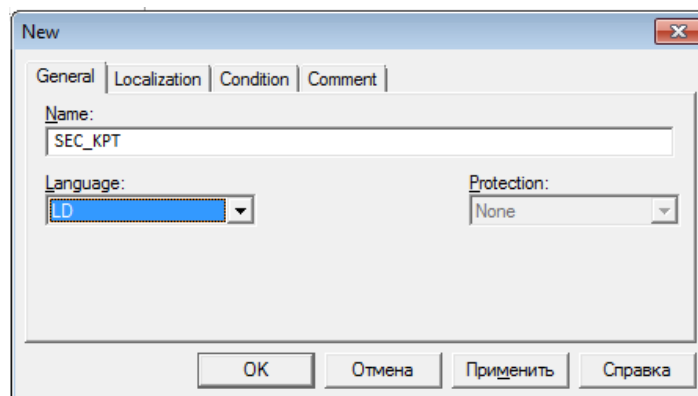 New
General Localization Condition Comment
Name:
SEC_KPT
Language: Protection:
LD None
OK Отмена Применить Справка